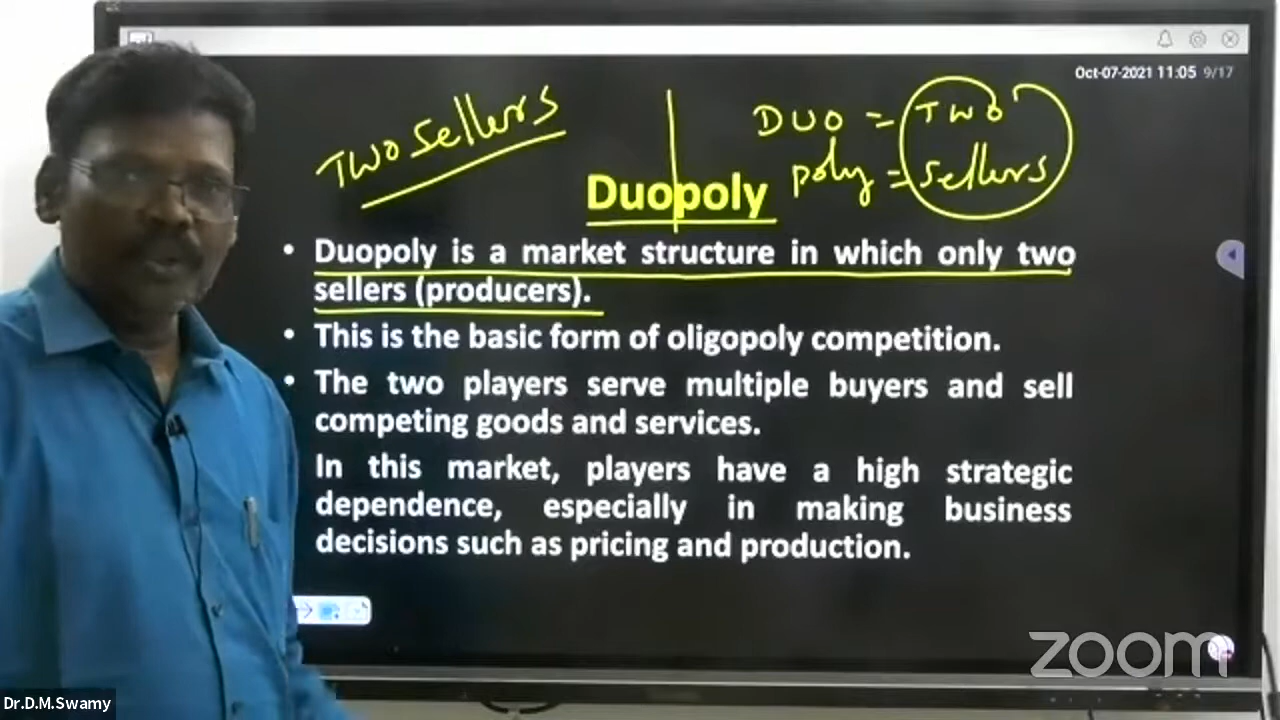 Oct-07-2021 11:05 9/17
TWO Sellers
DUO = TWO
poly = Sellers
Duopoly
• Duopoly is a market structure in which only two
sellers (producers).
• This is the basic form of oligopoly competition.
• The two players serve multiple buyers and sell
competing goods and services.
In this market, players have a high strategic
dependence, especially in making business
decisions such as pricing and production.
zoom
Dr.D.M.Swamy